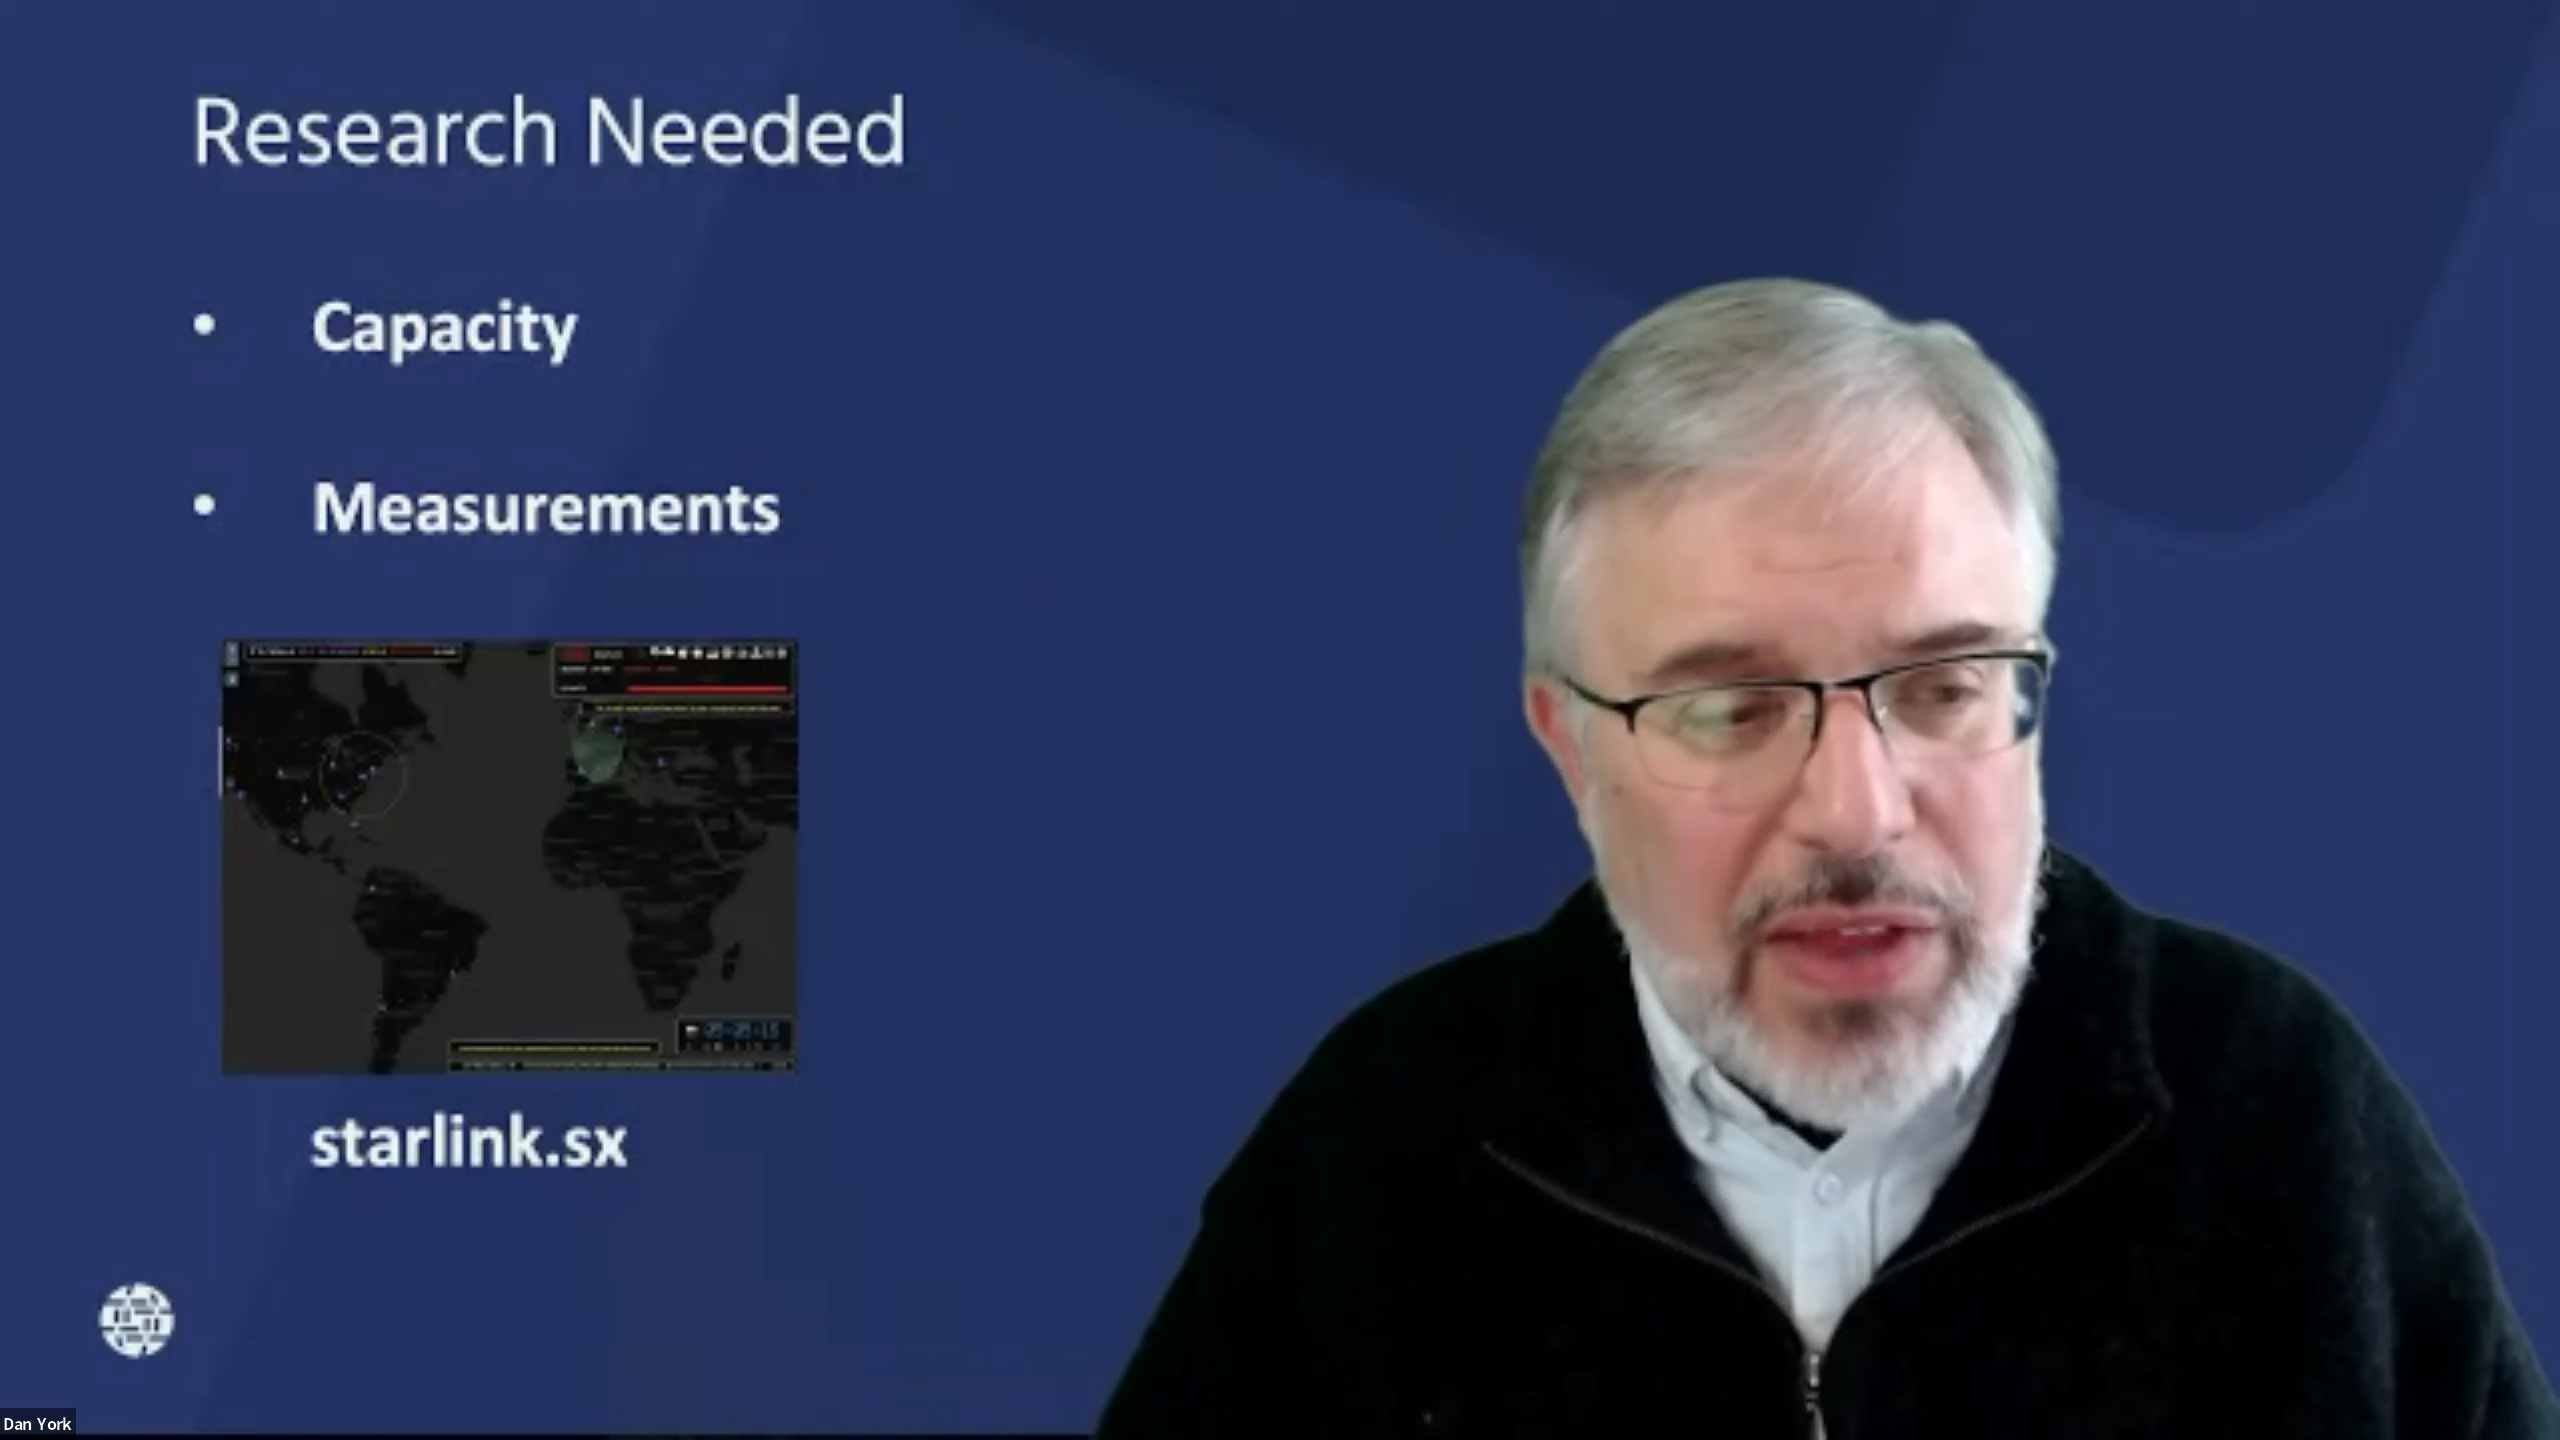 Research Needed
• Capacity
• Measurements
starlink.sx
Dan York